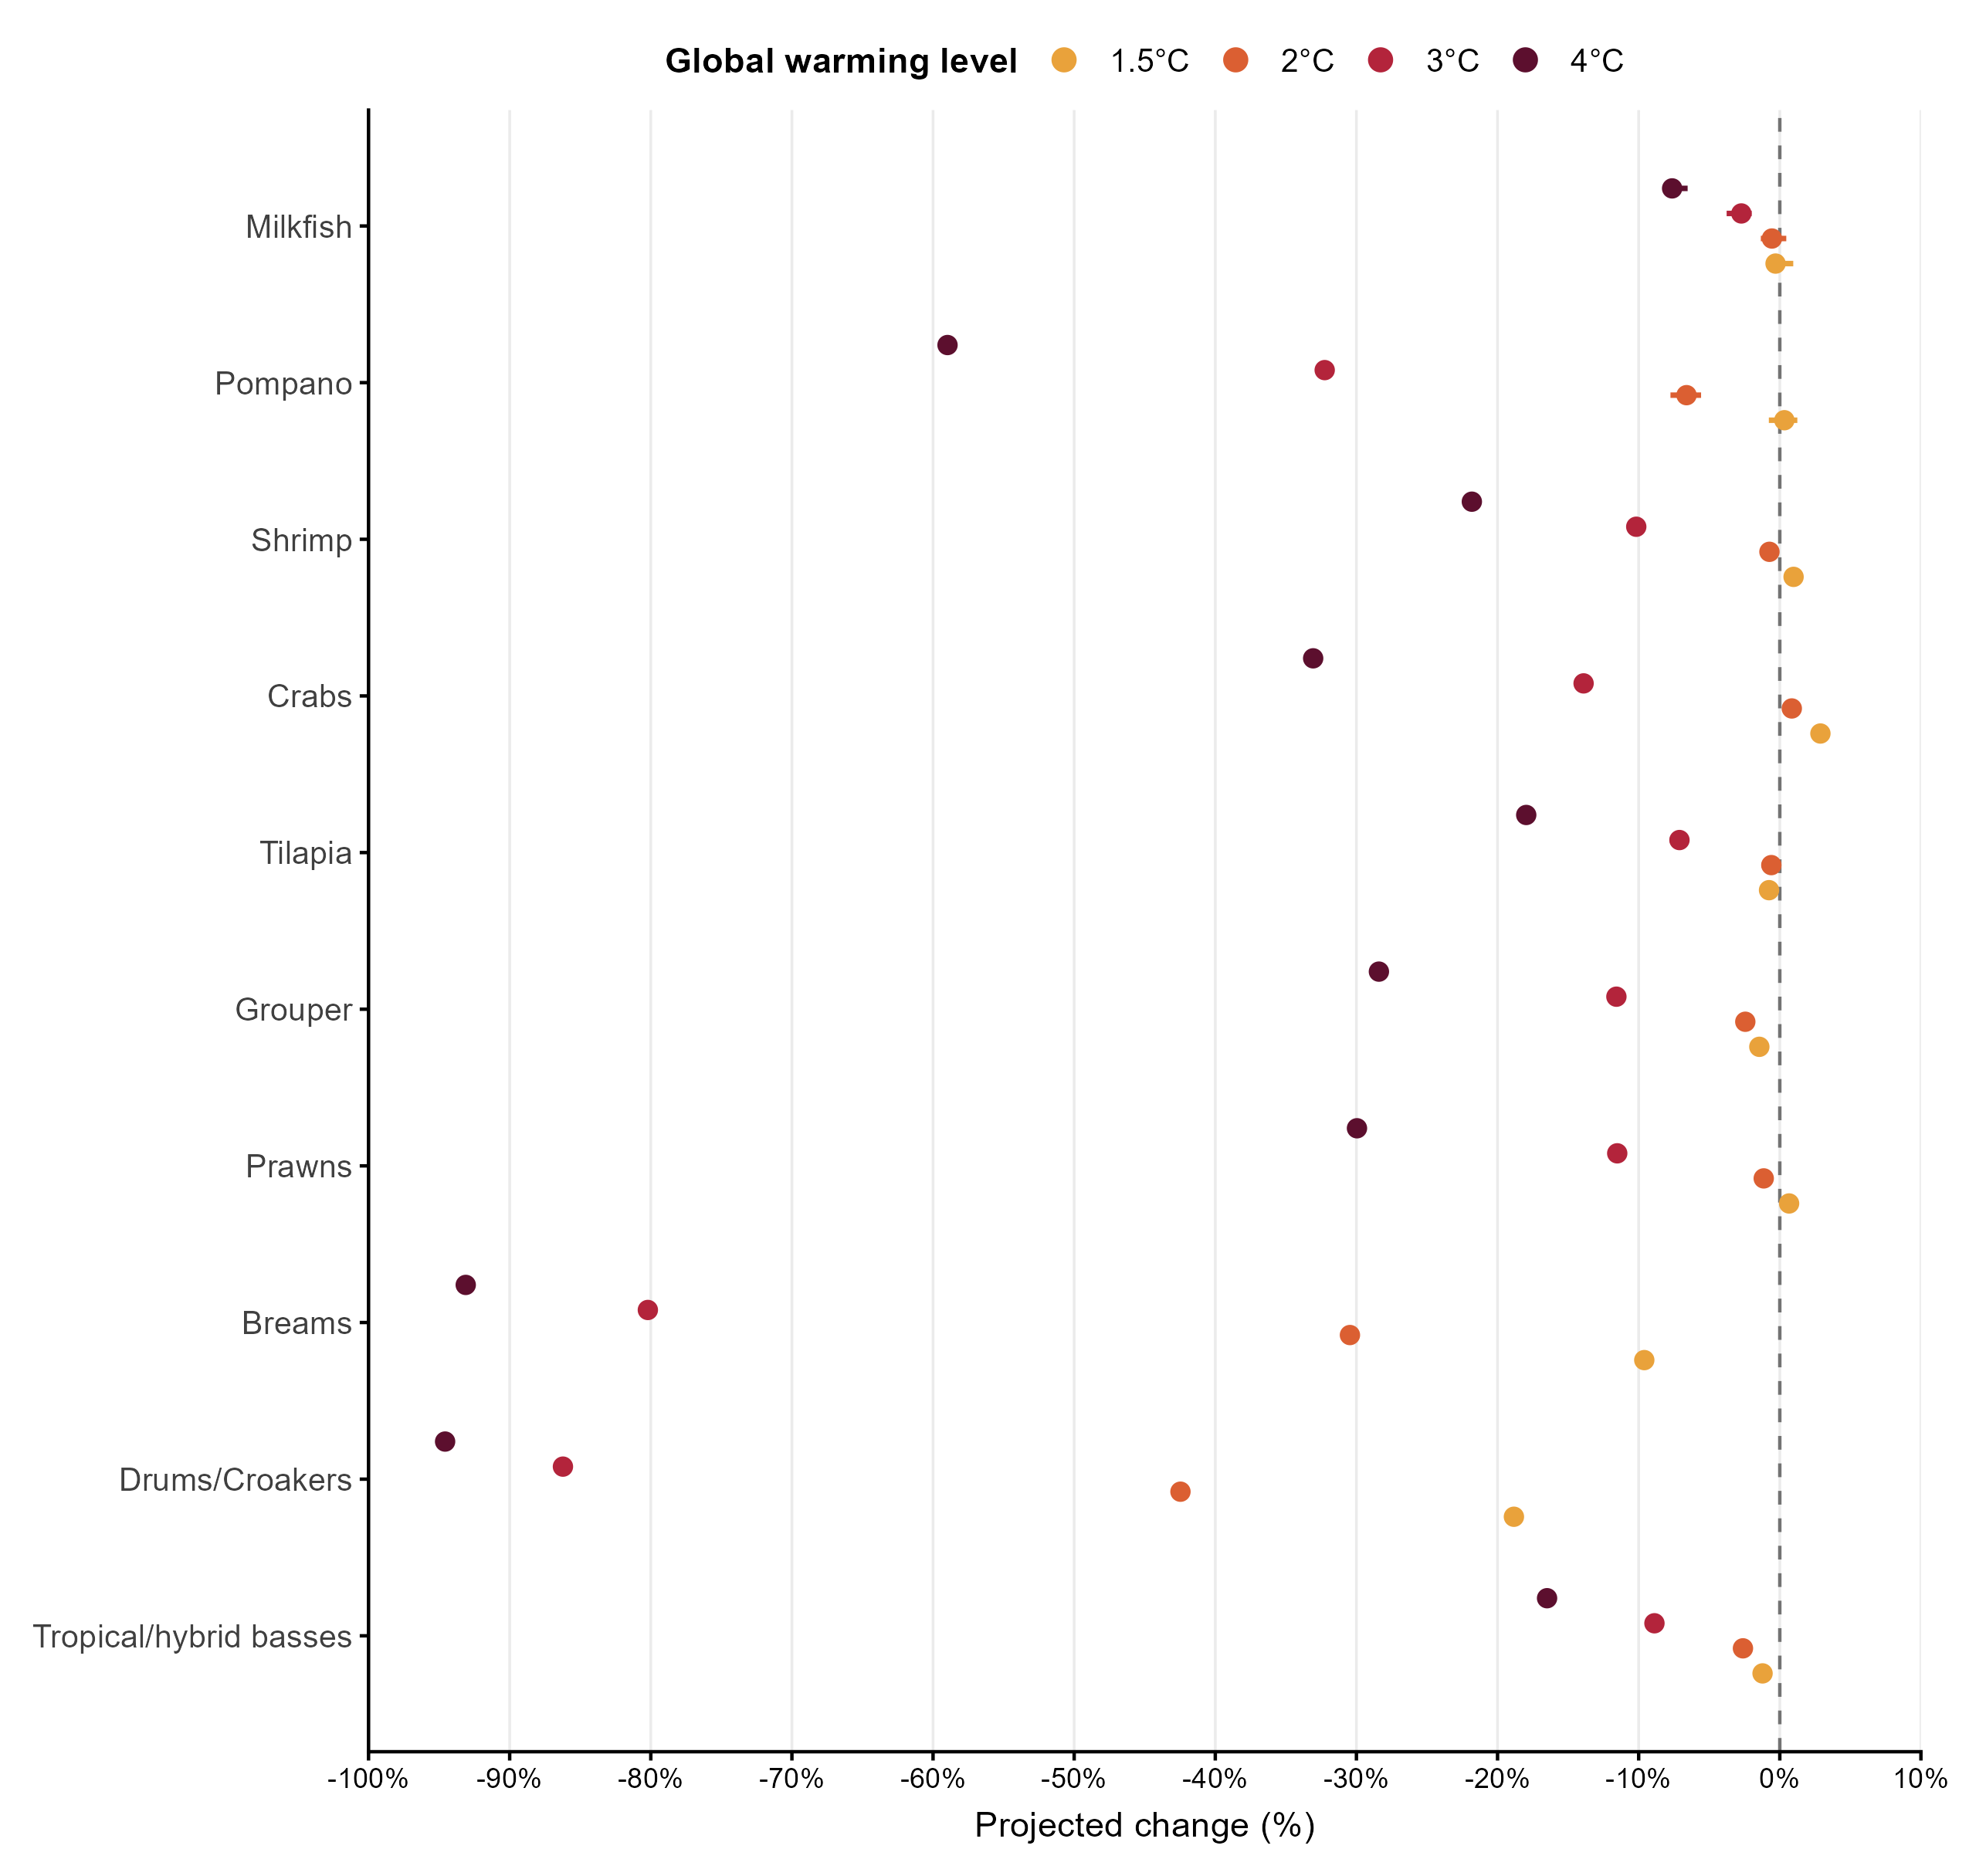 Global warming level 1.5°C 2°C 3°C 4°C
Milkfish
Pompano
Shrimp
Crabs
Tilapia
Grouper
Prawns
Breams
Drums/Croakers
Tropical/hybrid basses
-100% -90% -80% -70% -60% -50% -40% -30% -20% -10% 0% 10%
Projected change (%)